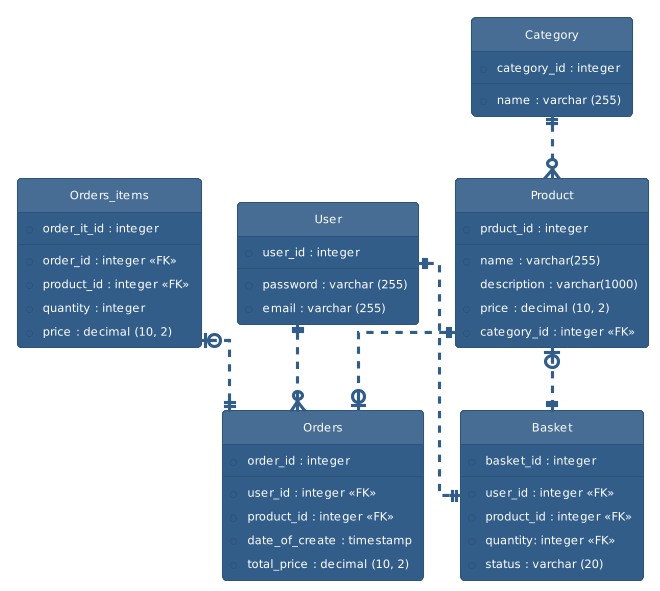 Category
category_id : integer
name : varchar (255)
Orders_items
order_it_id : integer
order_id : integer «FK»
product_id : integer «FK»
quantity : integer
price : decimal (10, 2)
User
user_id : integer
password : varchar (255)
email : varchar (255)
Product
prduct_id : integer
name : varchar(255)
description : varchar(1000)
price : decimal (10, 2)
category_id : integer «FK»
Orders
order_id : integer
user_id : integer «FK»
product_id : integer «FK»
date_of_create : timestamp
total_price : decimal (10, 2)
Basket
basket_id : integer
user_id : integer «FK»
product_id : integer «FK»
quantity: integer «FK»
status : varchar (20)